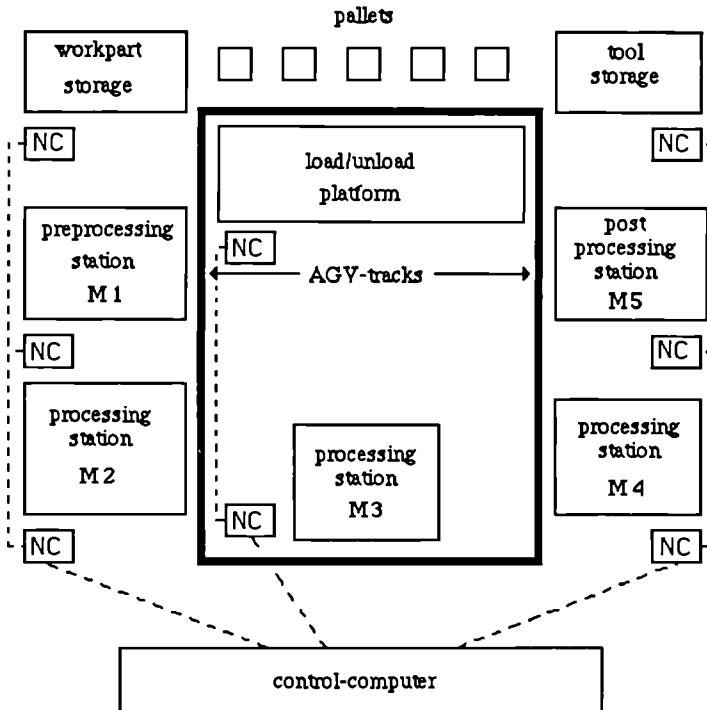 pallets
workpart
storage
tool
storage
NC
NC
load/unload
platform
preprocessing
station
M1
NC
AGV-tracks
post
processing
station
M5
NC
NC
processing
station
M2
processing
station
M3
processing
station
M4
NC
NC
NC
control-computer